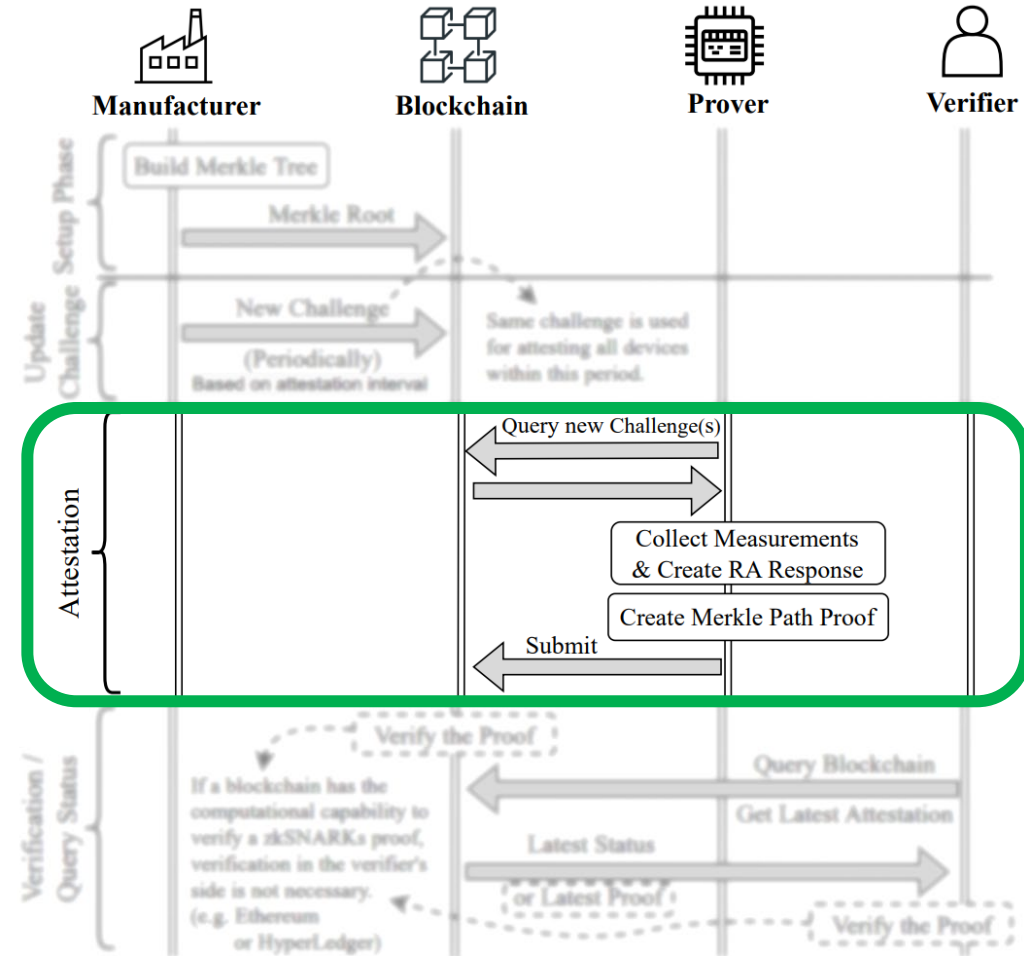 Manufacturer
Blockchain
Prover
Verifier
Setup Phase
Build Merkle Tree
Merkle Root
Update
Challenge
New Challenge
(Periodically)
Based on attestation interval
Same challenge is used
for attesting all devices
within this period.
Attestation
Query new Challenge(s)
Collect Measurements
& Create RA Response
Create Merkle Path Proof
Submit
Verification /
Query Status
Verify the Proof
If a blockchain has the
computational capability to
verify a zkSNARKs proof,
verification in the verifier's
side is not necessary.
(e.g. Ethereum
or HyperLedger)
Query Blockchain
Get Latest Attestation
Latest Status
or Latest Proof
Verify the Proof